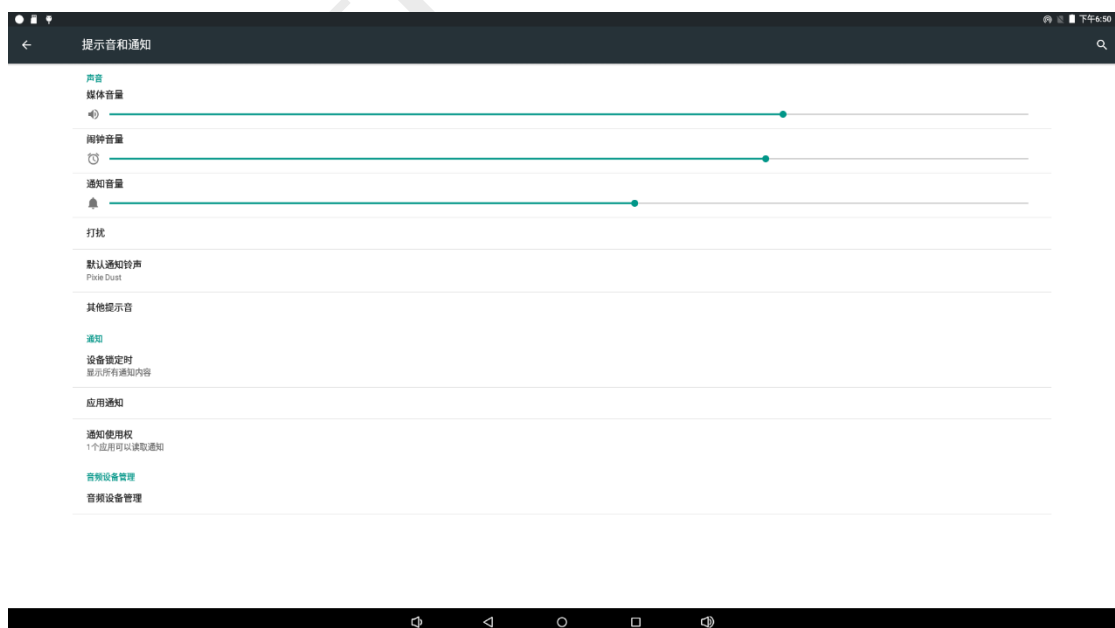 下午6:50
提示音和通知
声音
媒体音量
闹钟音量
通知音量
打扰
默认通知铃声
Pixie Dust
其他提示音
通知
设备锁定时
显示所有通知内容
应用通知
通知使用权
1个应用可以读取通知
音频设备管理
音频设备管理